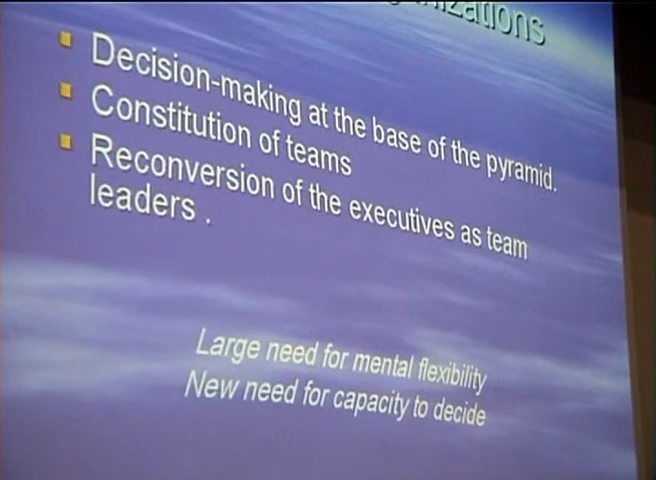 Decision-making at the base of the pyramid.
Constitution of teams
Reconversion of the executives as team
leaders .
Large need for mental flexibility
New need for capacity to decide